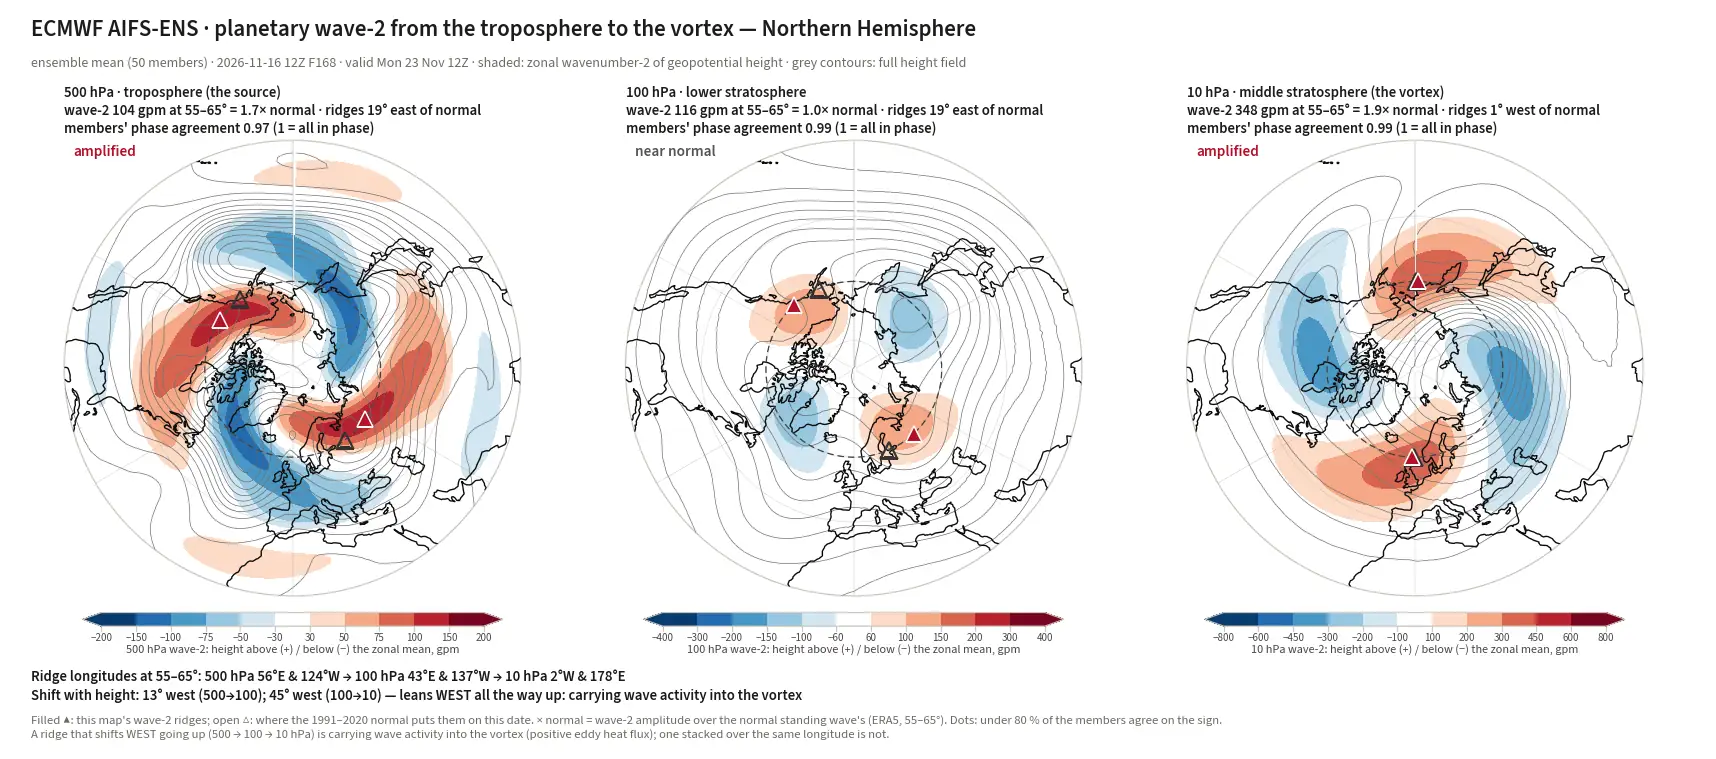 ECMWF AIFS-ENS · planetary wave-2 from the troposphere to the vortex — Northern Hemisphere
ensemble mean (50 members) · 2026-11-16 12Z F168 · valid Mon 23 Nov 12Z · shaded: zonal wavenumber-2 of geopotential height · grey contours: full height field
500 hPa · troposphere (the source)
wave-2 104 gpm at 55–65° = 1.7× normal · ridges 19° east of normal
members' phase agreement 0.97 (1 = all in phase)
amplified
100 hPa · lower stratosphere
wave-2 116 gpm at 55–65° = 1.0× normal · ridges 19° east of normal
members' phase agreement 0.99 (1 = all in phase)
near normal
10 hPa · middle stratosphere (the vortex)
wave-2 348 gpm at 55–65° = 1.9× normal · ridges 1° west of normal
members' phase agreement 0.99 (1 = all in phase)
amplified
−200 −150 −100 −75 −50 −30 30 50 75 100 150 200
500 hPa wave-2: height above (+) / below (−) the zonal mean, gpm
−400 −300 −200 −150 −100 −60 60 100 150 200 300 400
100 hPa wave-2: height above (+) / below (−) the zonal mean, gpm
−800 −600 −450 −300 −200 −100 100 200 300 450 600 800
10 hPa wave-2: height above (+) / below (−) the zonal mean, gpm
Ridge longitudes at 55–65°: 500 hPa 56°E & 124°W → 100 hPa 43°E & 137°W → 10 hPa 2°W & 178°E
Shift with height: 13° west (500→100); 45° west (100→10) — leans WEST all the way up: carrying wave activity into the vortex
Filled ▲: this map's wave-2 ridges; open △: where the 1991–2020 normal puts them on this date. × normal = wave-2 amplitude over the normal standing wave's (ERA5, 55–65°). Dots: under 80 % of the members agree on the sign.
A ridge that shifts WEST going up (500 → 100 → 10 hPa) is carrying wave activity into the vortex (positive eddy heat flux); one stacked over the same longitude is not.